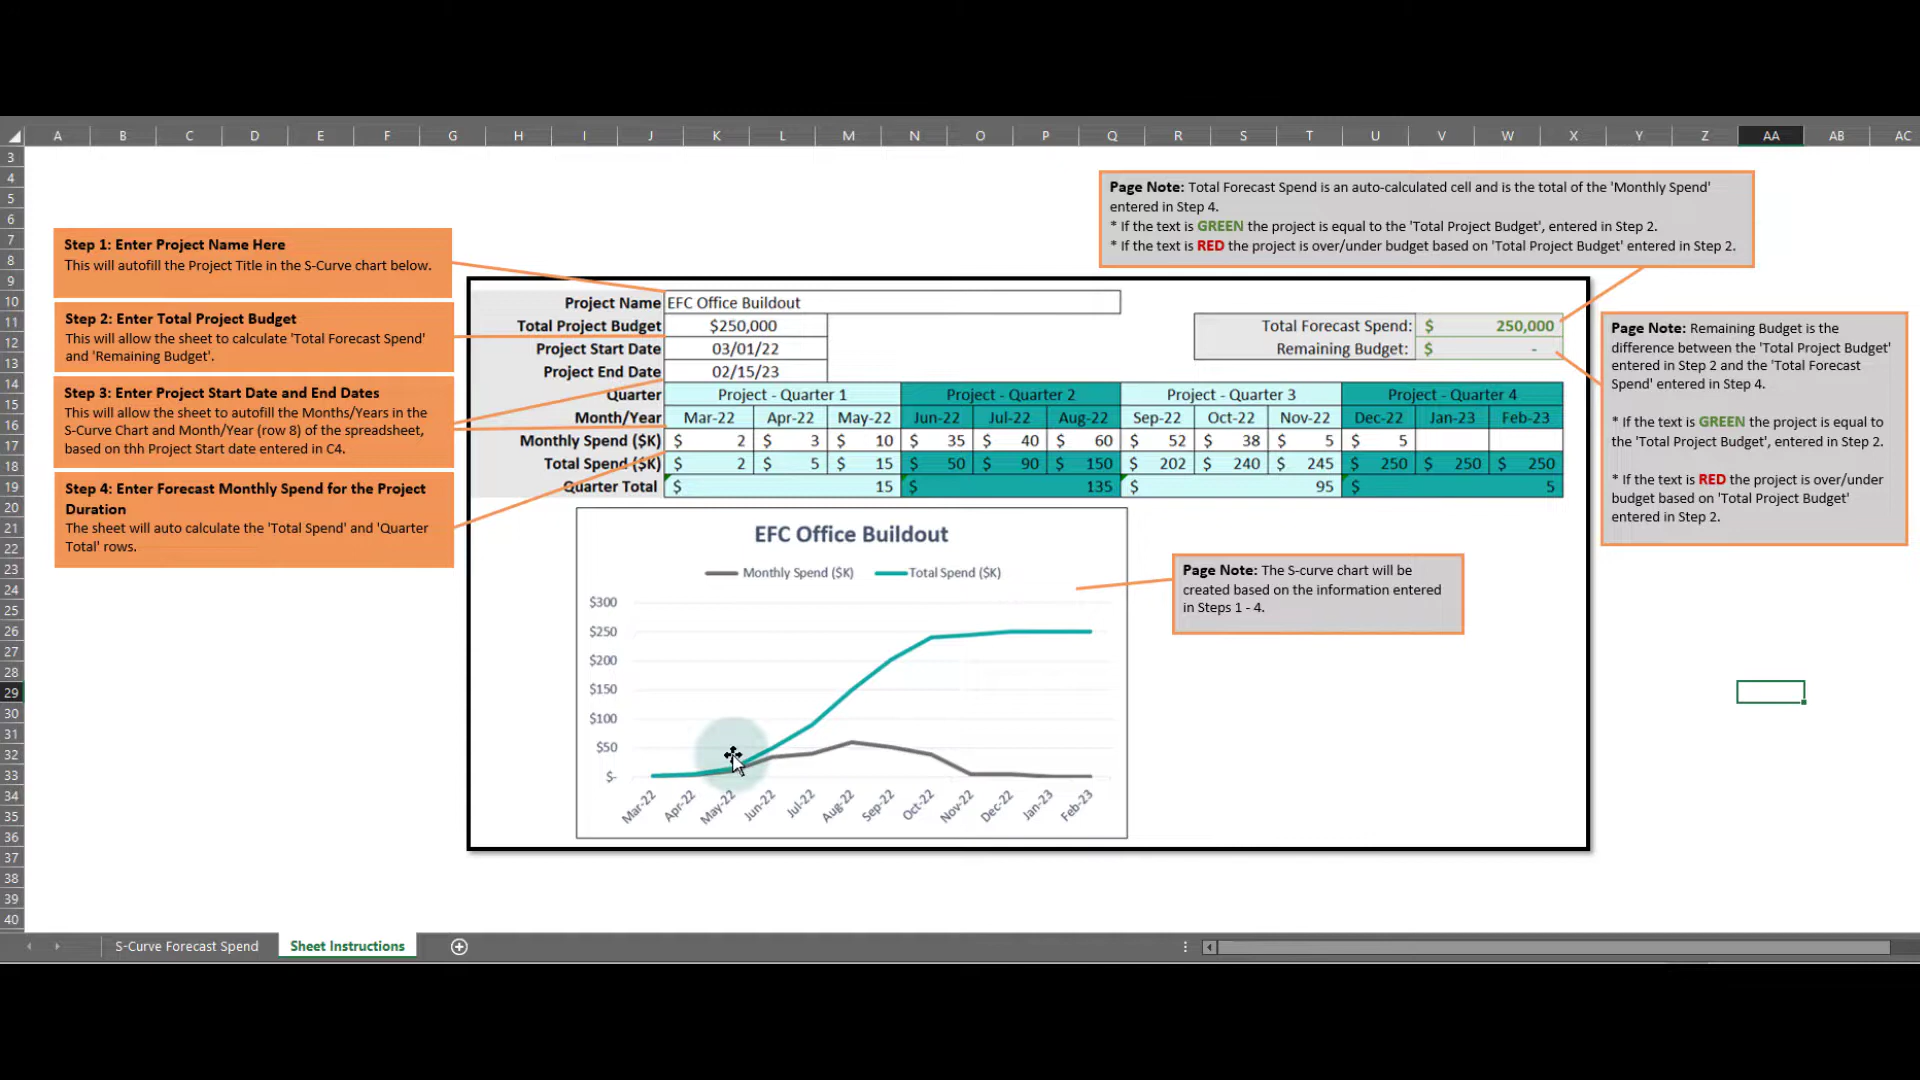 A B C D E F G H I J K L M N O P Q R S T U V W X Y Z AA AB AC
3
4
5
6
7
8
9
10
11
12
13
14
15
16
17
18
19
20
21
22
23
24
25
26
27
28
29
30
31
32
33
34
35
36
37
38
39
40
Step 1: Enter Project Name Here
This will autofill the Project Title in the S-Curve chart below.
Step 2: Enter Total Project Budget
This will allow the sheet to calculate 'Total Forecast Spend'
and 'Remaining Budget'.
Step 3: Enter Project Start Date and End Dates
This will allow the sheet to autofill the Months/Years in the
S-Curve Chart and Month/Year (row 8) of the spreadsheet,
based on thh Project Start date entered in C4.
Step 4: Enter Forecast Monthly Spend for the Project
Duration
The sheet will auto calculate the 'Total Spend' and 'Quarter
Total' rows.
Page Note: Total Forecast Spend is an auto-calculated cell and is the total of the 'Monthly Spend'
entered in Step 4.
* If the text is GREEN the project is equal to the 'Total Project Budget', entered in Step 2.
* If the text is RED the project is over/under budget based on 'Total Project Budget' entered in Step 2.
Project Name EFC Office Buildout
Total Project Budget $250,000
Project Start Date 03/01/22
Project End Date 02/15/23
Total Forecast Spend: $ 250,000
Remaining Budget: $ -
Quarter Project - Quarter 1 Project - Quarter 2 Project - Quarter 3 Project - Quarter 4
Month/Year Mar-22 Apr-22 May-22 Jun-22 Jul-22 Aug-22 Sep-22 Oct-22 Nov-22 Dec-22 Jan-23 Feb-23
Monthly Spend ($K) $ 2 $ 3 $ 10 $ 35 $ 40 $ 60 $ 52 $ 38 $ 5 $ 5
Total Spend ($K) $ 2 $ 5 $ 15 $ 50 $ 90 $ 150 $ 202 $ 240 $ 245 $ 250 $ 250 $ 250
Quarter Total $ 15 $ 135 $ 95 $ 5
Page Note: Remaining Budget is the
difference between the 'Total Project Budget'
entered in Step 2 and the 'Total Forecast
Spend' entered in Step 4.
* If the text is GREEN the project is equal to
the 'Total Project Budget', entered in Step 2.
* If the text is RED the project is over/under
budget based on 'Total Project Budget'
entered in Step 2.
EFC Office Buildout
Monthly Spend ($K) Total Spend ($K)
$300
$250
$200
$150
$100
$50
$-
Mar-22 Apr-22 May-22 Jun-22 Jul-22 Aug-22 Sep-22 Oct-22 Nov-22 Dec-22 Jan-23 Feb-23
Page Note: The S-curve chart will be
created based on the information entered
in Steps 1 - 4.
S-Curve Forecast Spend Sheet Instructions